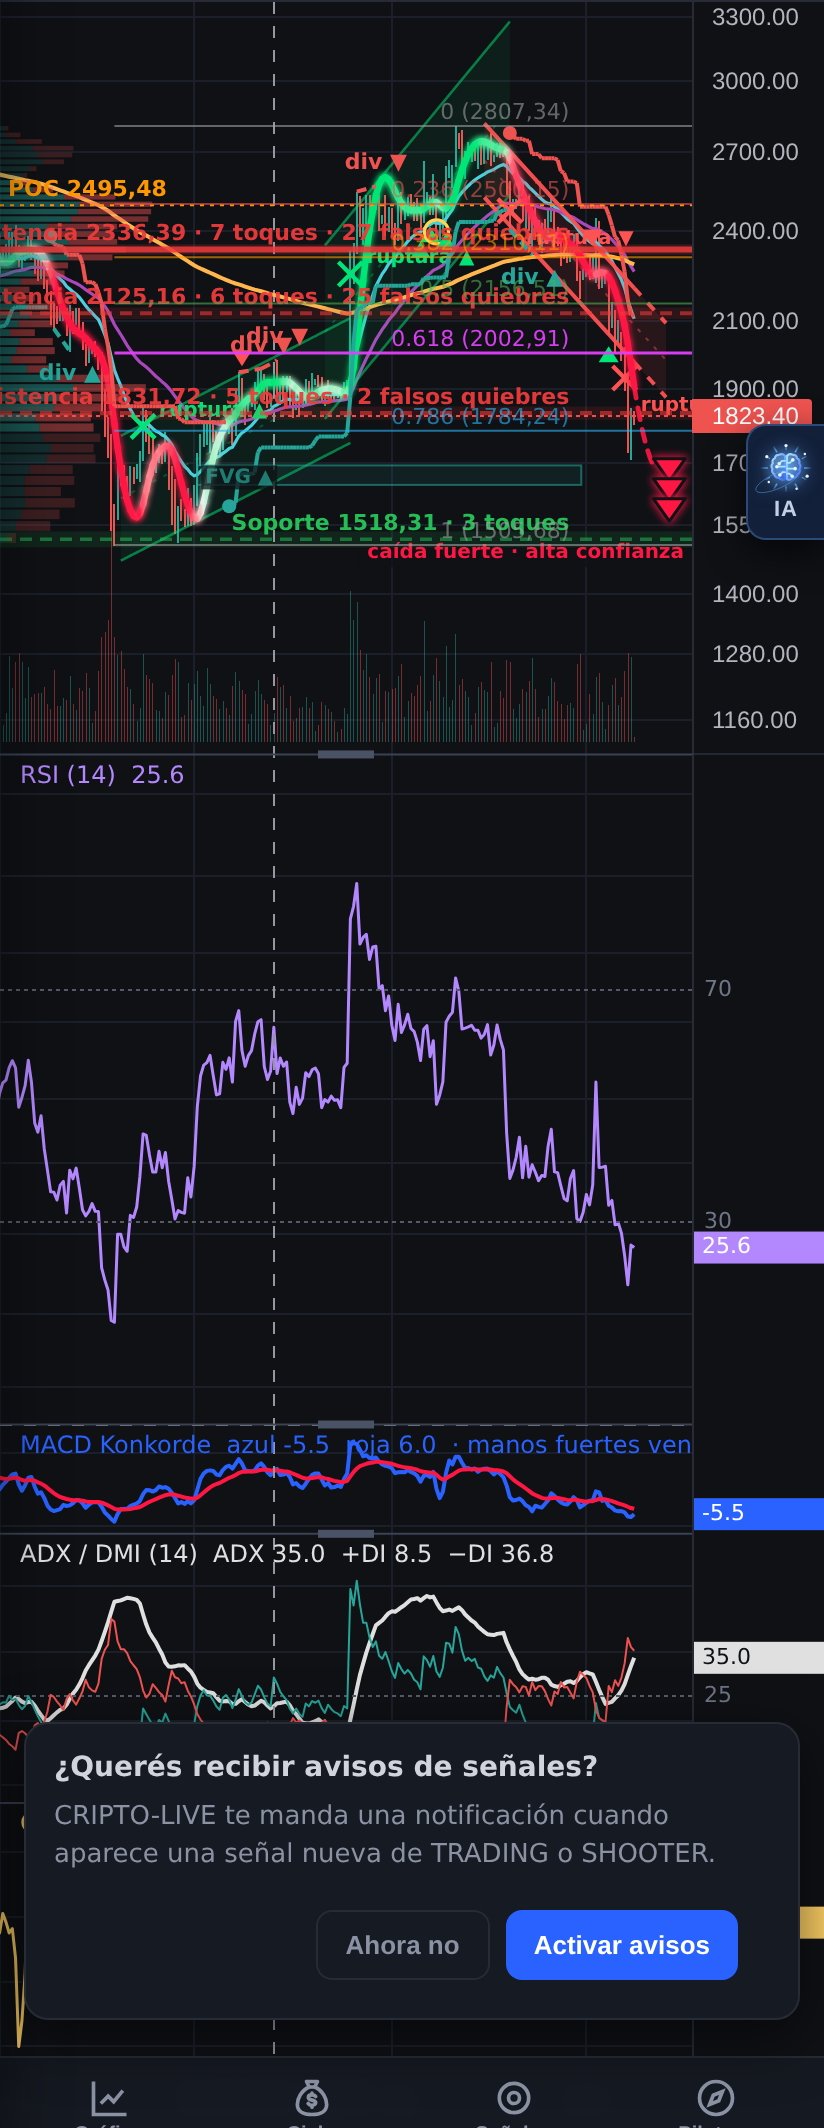 3300.00
3000.00
0 (2807,34)
div
2700.00
POC 2495,48
2400.00
tencia 2336,39 · 7 toques · 27 falsos quiebres
ruptura
div
tencia 2125,16 · 6 toques · 25 falsos quiebres
2100.00
div
0.618 (2002,91)
div
1900.00
istencia 1831,72 · 5 toques · 2 falsos quiebres
ruptura
0.786 (1784,24)
1823.40
FVG
IA
Soporte 1518,31 · 3 toques
caída fuerte · alta confianza
1400.00
1280.00
1160.00
RSI (14) 25.6
70
30
25.6
MACD Konkorde azul -5.5 roja 6.0 · manos fuertes ven
-5.5
ADX / DMI (14) ADX 35.0 +DI 8.5 −DI 36.8
35.0
25
¿Querés recibir avisos de señales?
CRIPTO-LIVE te manda una notificación cuando
aparece una señal nueva de TRADING o SHOOTER.
Ahora no
Activar avisos